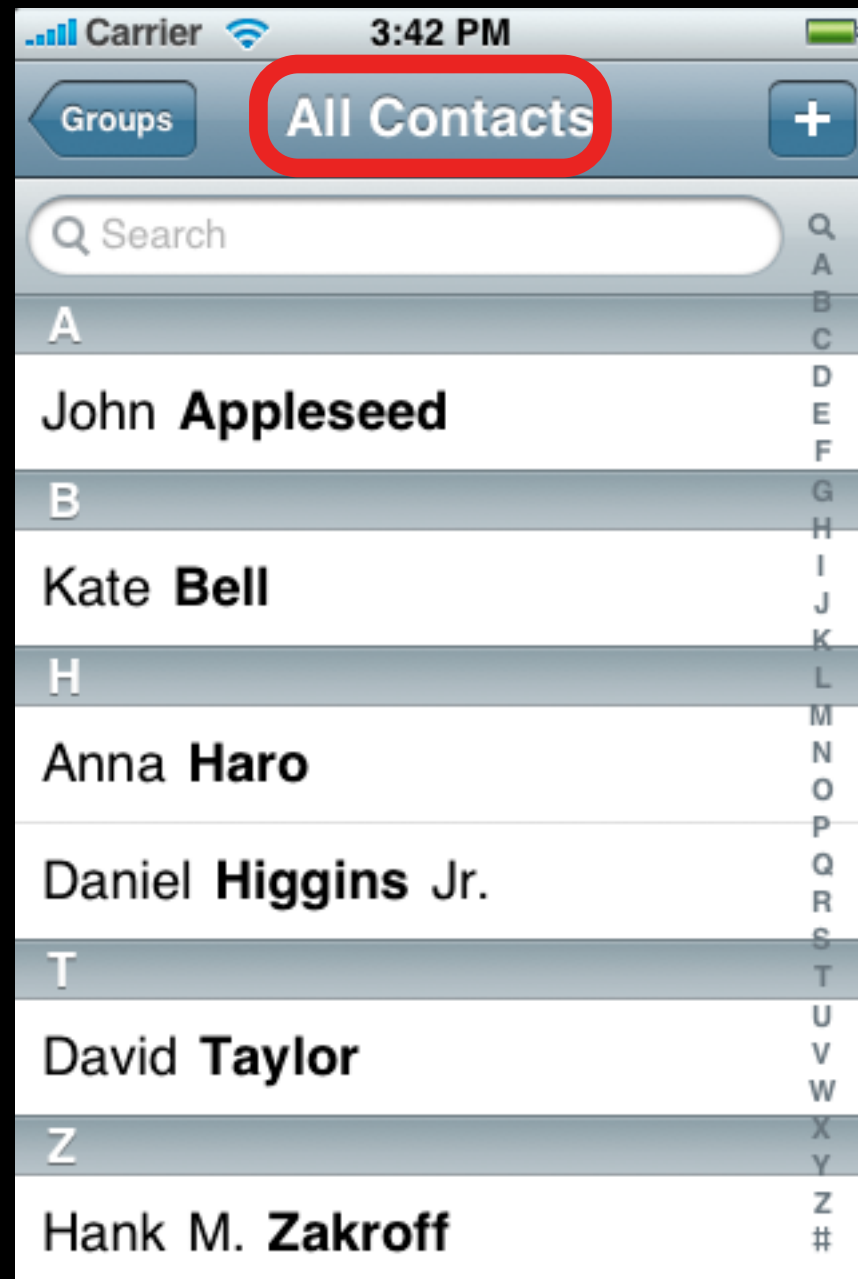 Carrier 3:42 PM
Groups All Contacts +
Search
A
John Appleseed
B
Kate Bell
H
Anna Haro
Daniel Higgins Jr.
T
David Taylor
Z
Hank M. Zakroff
A
B
C
D
E
F
G
H
I
J
K
L
M
N
O
P
Q
R
S
T
U
V
W
X
Y
Z
#